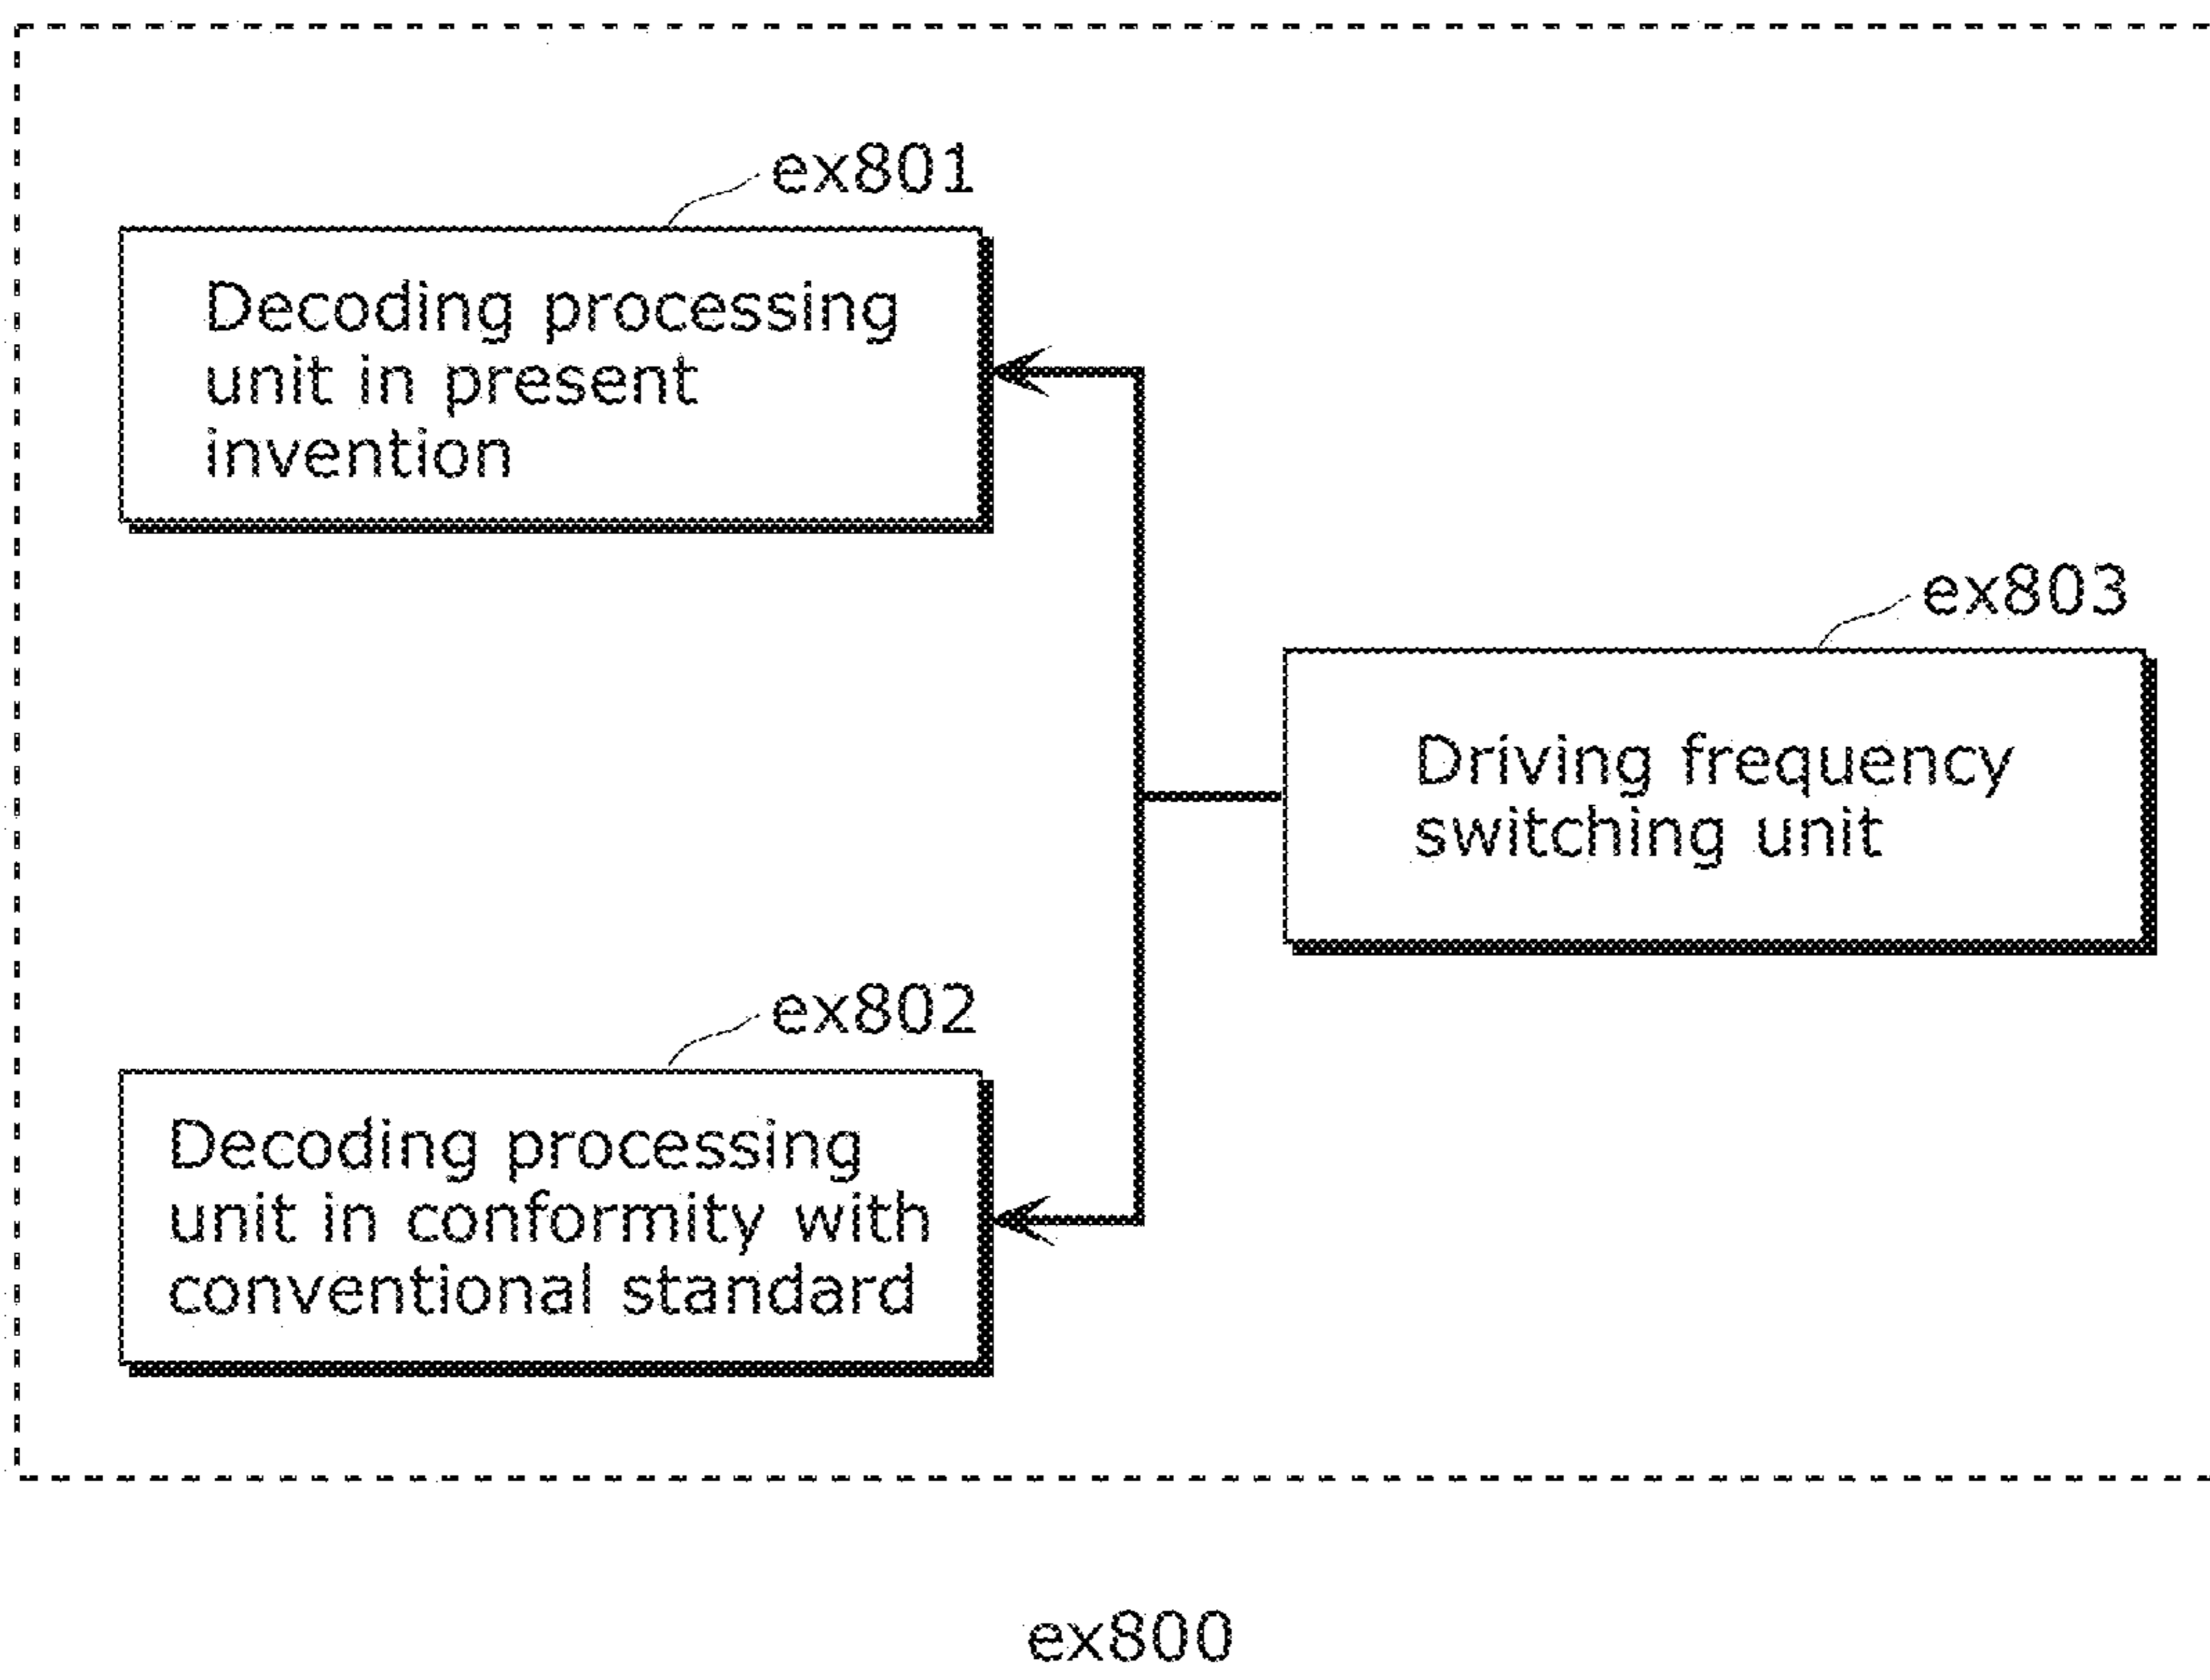 ex801
Decoding processing
unit in present
invention
ex803
Driving frequency
switching unit
ex802
Decoding processing
unit in conformity with
conventional standard
ex800